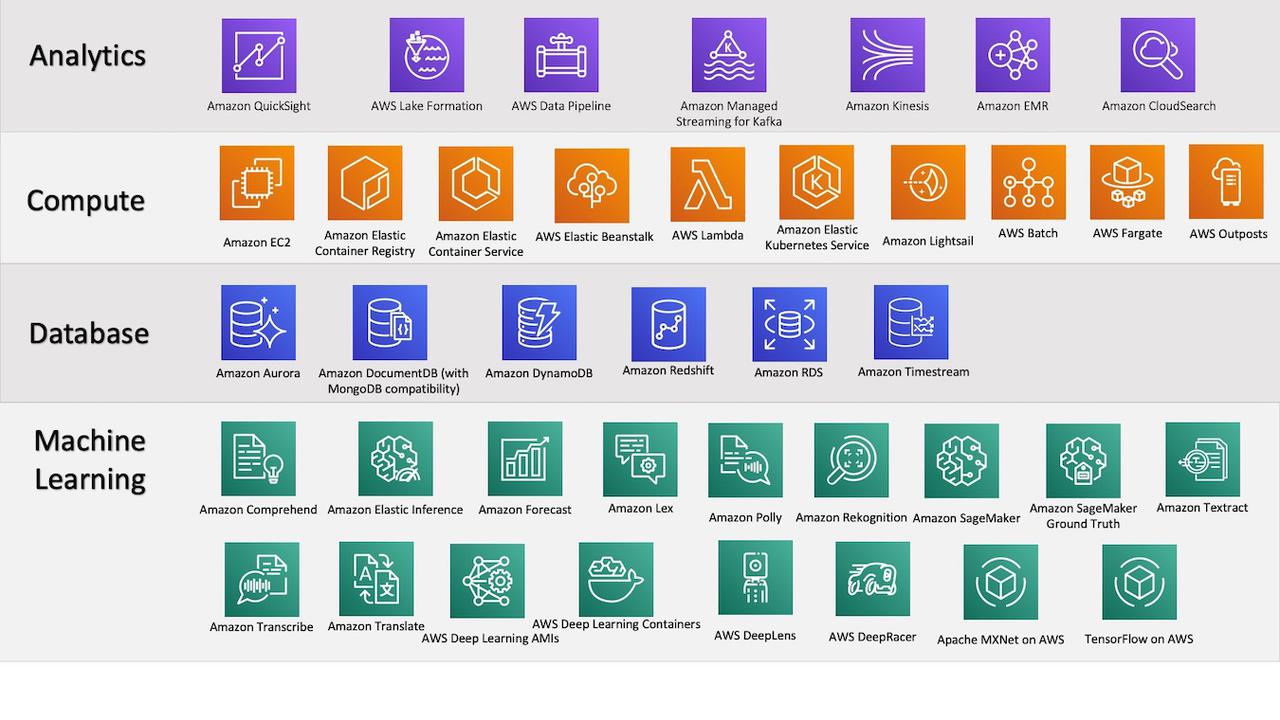 Analytics
Amazon QuickSight
AWS Lake Formation
AWS Data Pipeline
K
Amazon Managed
Streaming for Kafka
Amazon Kinesis
Amazon EMR
Amazon CloudSearch
Compute
Amazon EC2
Amazon Elastic
Container Registry
Amazon Elastic
Container Service
AWS Elastic Beanstalk
AWS Lambda
K
Amazon Elastic
Kubernetes Service
Amazon Lightsail
AWS Batch
AWS Fargate
AWS Outposts
Database
Amazon Aurora
Amazon DocumentDB (with
MongoDB compatibility)
Amazon DynamoDB
Amazon Redshift
Amazon RDS
Amazon Timestream
Machine
Learning
Amazon Comprehend
Amazon Elastic Inference
Amazon Forecast
Amazon Lex
Amazon Polly
Amazon Rekognition
Amazon SageMaker
Amazon SageMaker
Ground Truth
Amazon Textract
Amazon Transcribe
A
文
Amazon Translate
AWS Deep Learning AMIs
AWS Deep Learning Containers
AWS DeepLens
AWS DeepRacer
Apache MXNet on AWS
TensorFlow on AWS